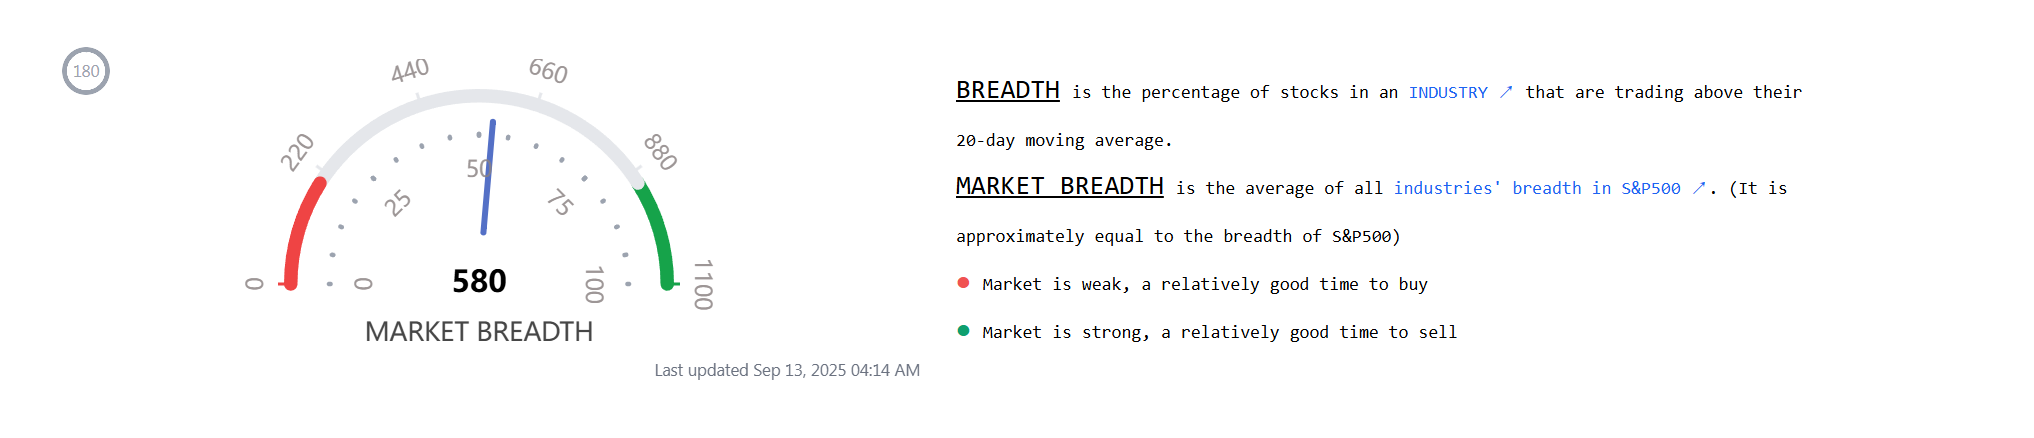 180
440
660
220
880
50
25
75
0
0
580
100
1100
MARKET BREADTH
Last updated Sep 13, 2025 04:14 AM
BREADTH is the percentage of stocks in an INDUSTRY ↗ that are trading above their
20-day moving average.
MARKET BREADTH is the average of all industries' breadth in S&P500 ↗. (It is
approximately equal to the breadth of S&P500)
Market is weak, a relatively good time to buy
Market is strong, a relatively good time to sell